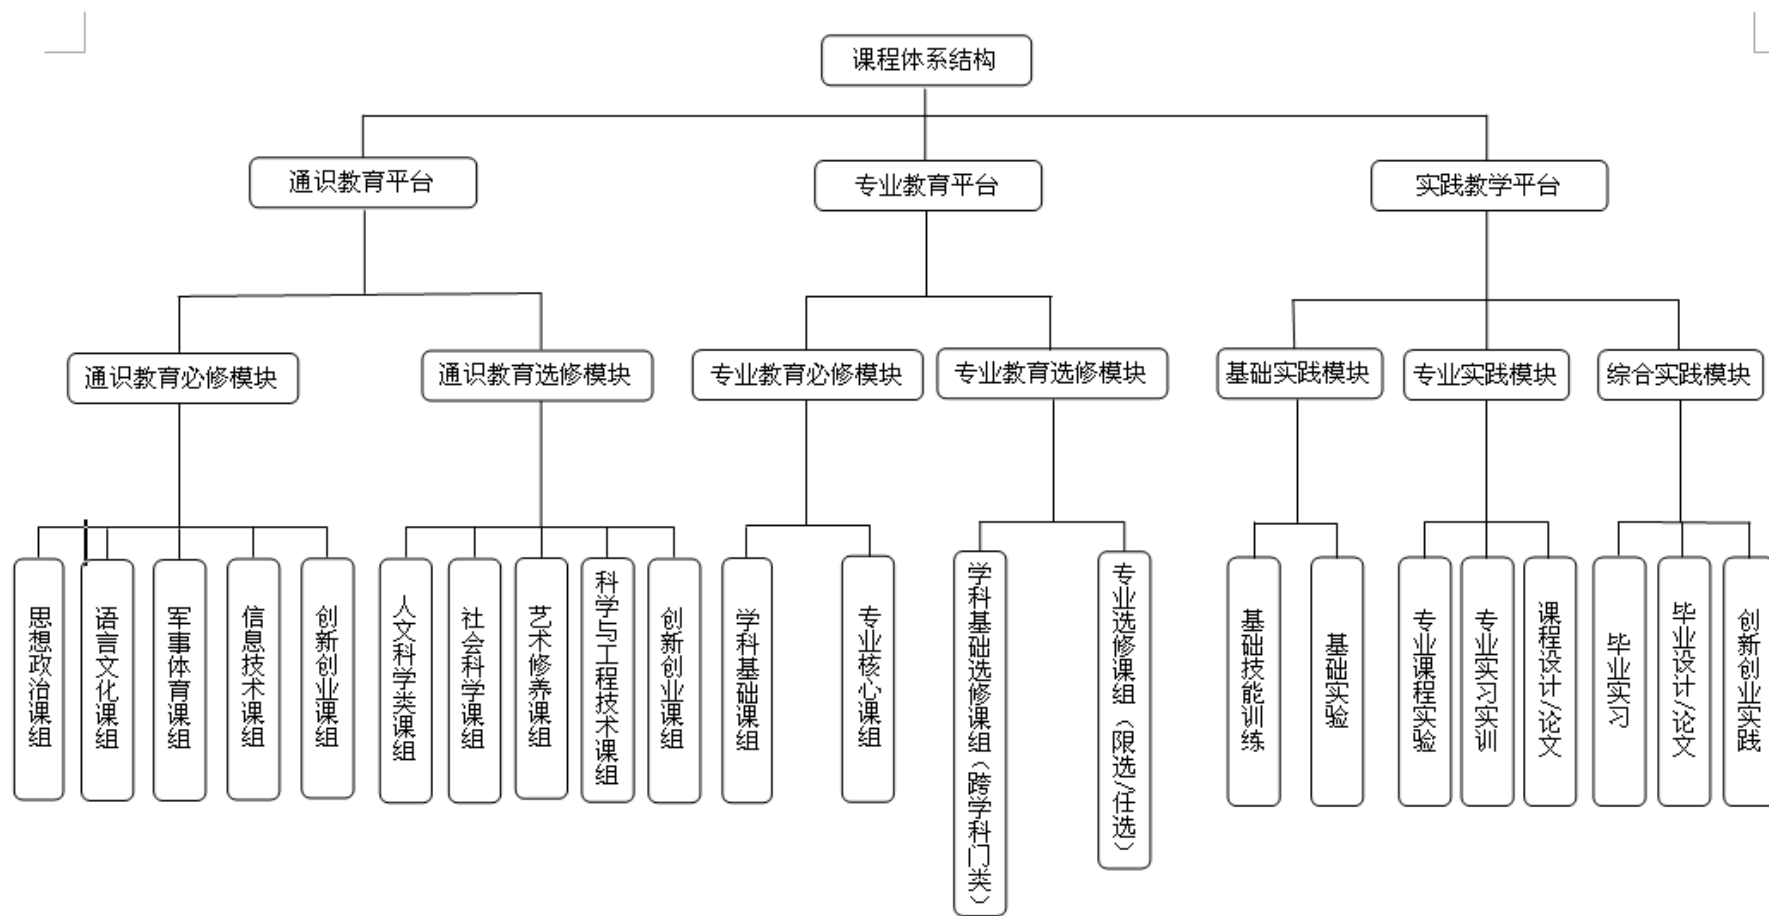 课程体系结构
通识教育平台
专业教育平台
实践教学平台
通识教育必修模块
通识教育选修模块
专业教育必修模块
专业教育选修模块
基础实践模块
专业实践模块
综合实践模块
思想政治课组
语言文化课组
军事体育课组
信息技术课组
创新创业课组
人文科学类课组
社会科学课组
艺术修养课组
科学与工程技术课组
创新创业课组
学科基础课组
专业核心课组
学科基础选修课组（跨学科门类）
专业选修课组（限选/任选）
基础技能训练
基础实验
专业课程实验
专业实习实训
课程设计/论文
毕业实习
毕业设计/论文
创新创业实践